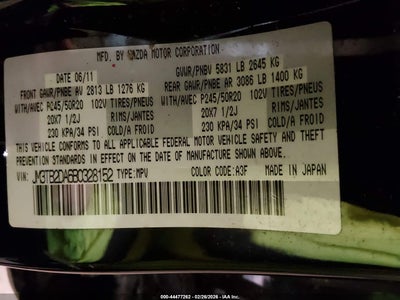 MFD. BY MAZDA MOTOR CORPORATION
DATE 06/11 GVWR/PNBV 5831 LB 2645 KG
FRONT GAWR/PNBE AV 2813 LB 1276 KG REAR GAWR/PNBE AR 3086 LB 1400 KG
WITH/AVEC P245/50R20 102V TIRES/PNEUS WITH/AVEC P245/50R20 102V TIRES/PNEUS
20X7 1/2J RIMS/JANTES 20X7 1/2J RIMS/JANTES
230 KPA/34 PSI COLD/A FROID 230 KPA/34 PSI COLD/A FROID
THIS VEHICLE CONFORMS TO ALL APPLICABLE FEDERAL MOTOR VEHICLE SAFETY AND
THEFT PREVENTION STANDARDS IN EFFECT ON THE DATE OF MANUFACTURE SHOWN ABOVE.
VIN: JM3TB2DA6B0328152 TYPE:MPV COLOR CODE:A3F MADE IN JAPAN
000-44477262 - 02/26/2026 - IAA Inc.